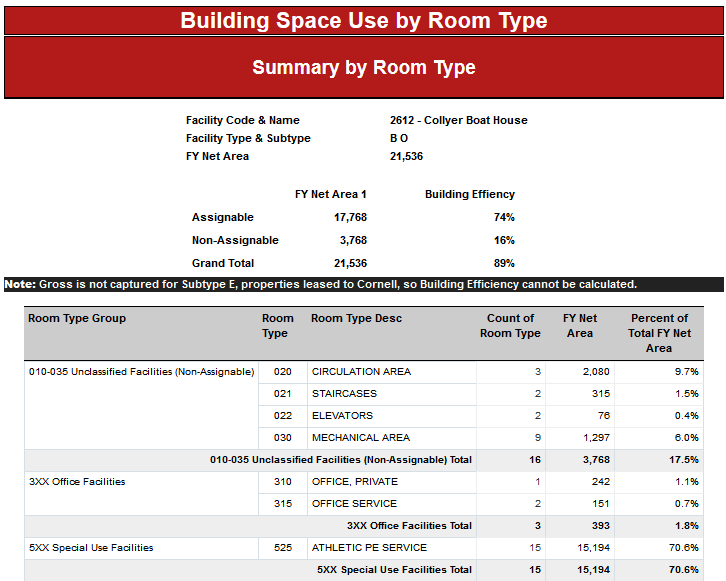 Building Space Use by Room Type
Summary by Room Type
Facility Code & Name 2612 - Collyer Boat House
Facility Type & Subtype B O
FY Net Area 21,536
FY Net Area 1 Building Effiency
Assignable 17,768 74%
Non-Assignable 3,768 16%
Grand Total 21,536 89%
Note: Gross is not captured for Subtype E, properties leased to Cornell, so Building Efficiency cannot be calculated.
Room Type Group Room Type Room Type Desc Count of Room Type FY Net Area Percent of Total FY Net Area
010-035 Unclassified Facilities (Non-Assignable) 020 CIRCULATION AREA 3 2,080 9.7%
021 STAIRCASES 2 315 1.5%
022 ELEVATORS 2 76 0.4%
030 MECHANICAL AREA 9 1,297 6.0%
010-035 Unclassified Facilities (Non-Assignable) Total 16 3,768 17.5%
3XX Office Facilities 310 OFFICE, PRIVATE 1 242 1.1%
315 OFFICE SERVICE 2 151 0.7%
3XX Office Facilities Total 3 393 1.8%
5XX Special Use Facilities 525 ATHLETIC PE SERVICE 15 15,194 70.6%
5XX Special Use Facilities Total 15 15,194 70.6%